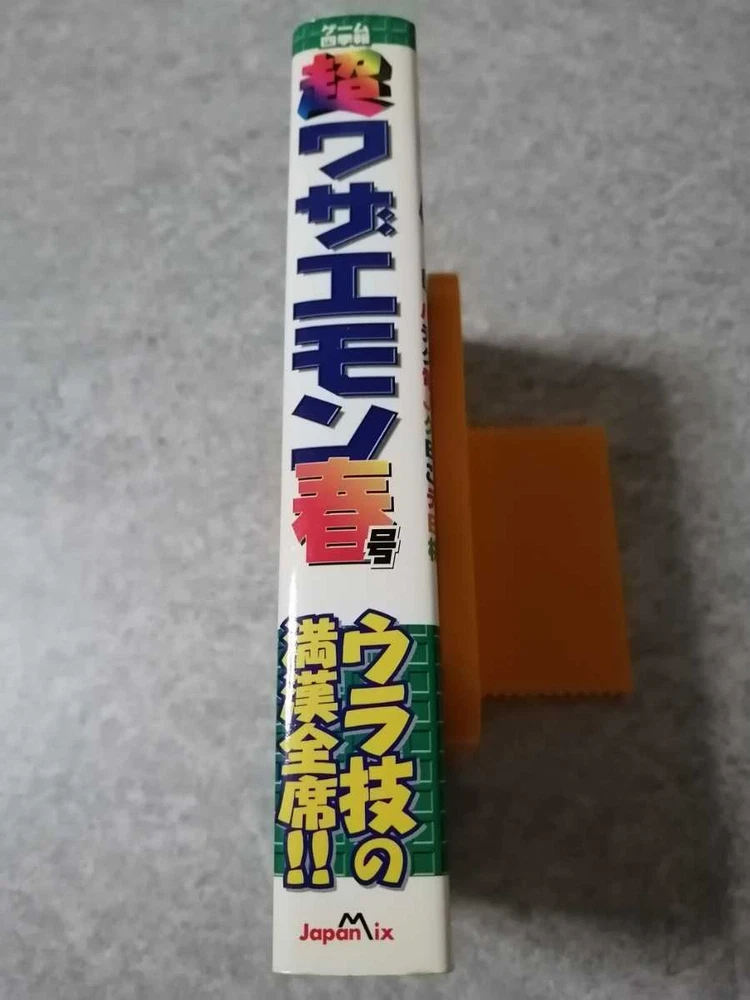 ゲーム
四季報
超ワザエモン春号
ウラ技の
満漢全席!!
JapanMix